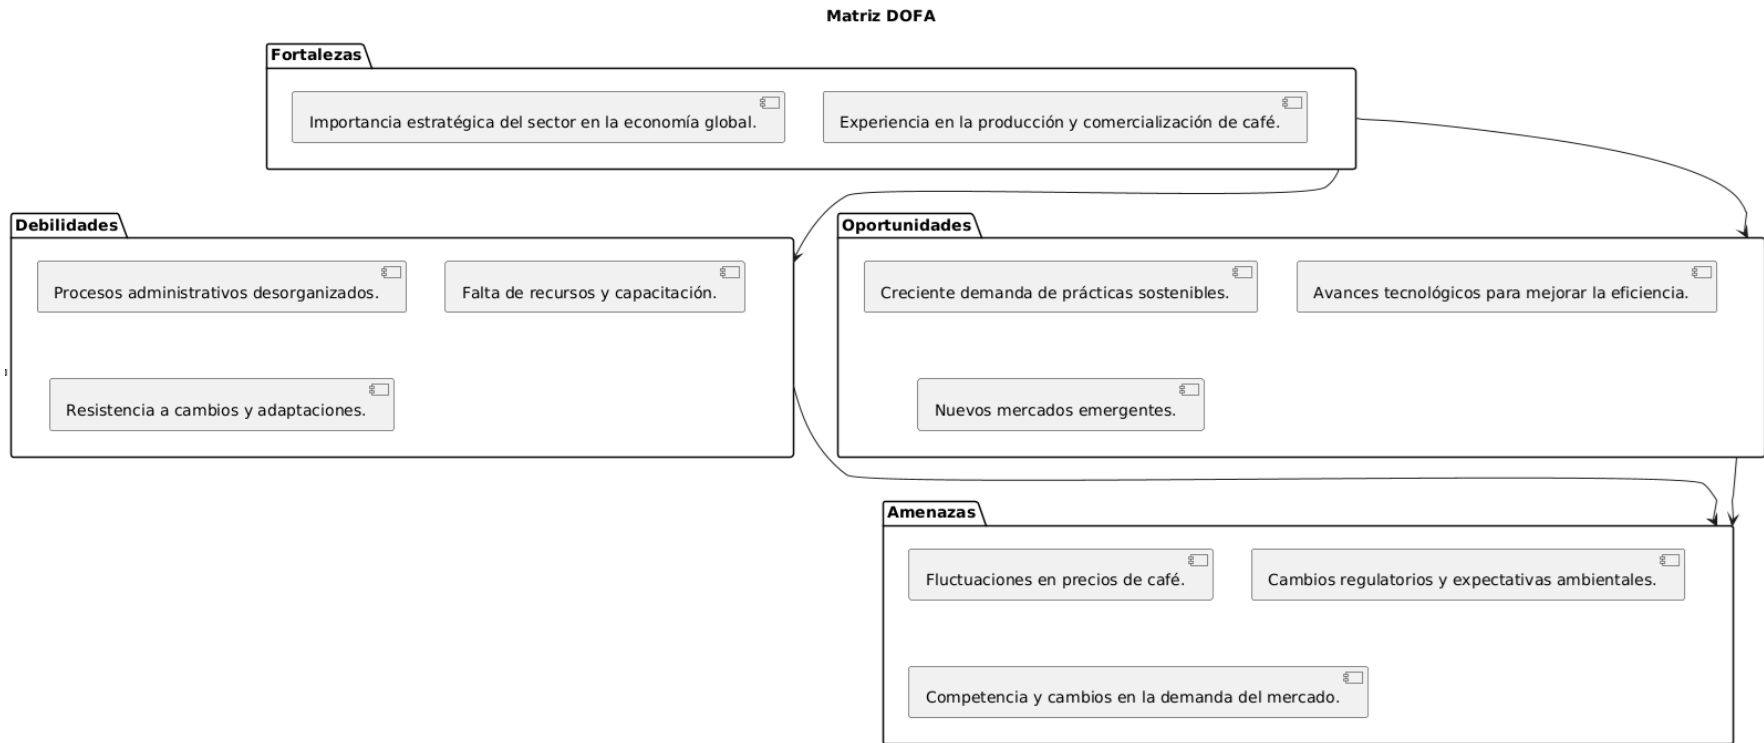 Matriz DOFA
Fortalezas
Importancia estratégica del sector en la economía global.
Experiencia en la producción y comercialización de café.
Debilidades
Procesos administrativos desorganizados.
Falta de recursos y capacitación.
Resistencia a cambios y adaptaciones.
Oportunidades
Creciente demanda de prácticas sostenibles.
Avances tecnológicos para mejorar la eficiencia.
Nuevos mercados emergentes.
Amenazas
Fluctuaciones en precios de café.
Cambios regulatorios y expectativas ambientales.
Competencia y cambios en la demanda del mercado.